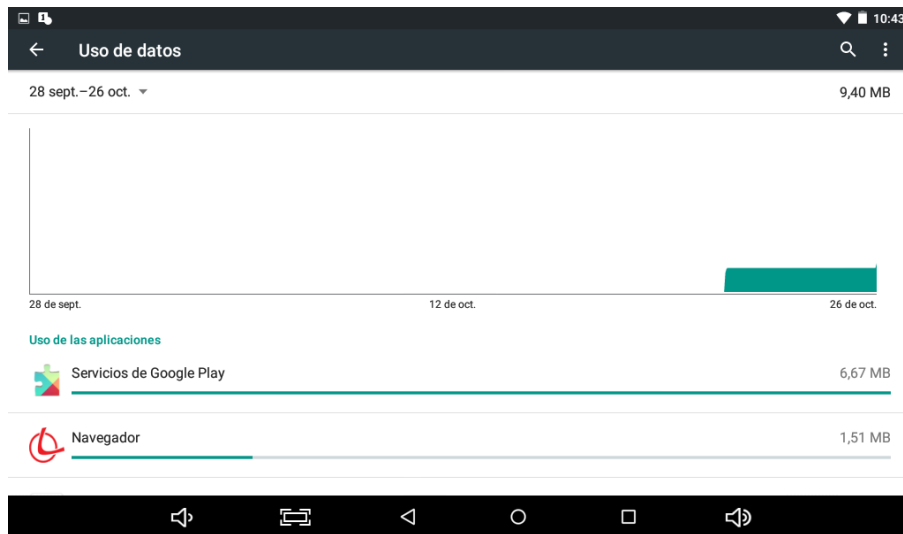 10:43
Uso de datos
28 sept.–26 oct.
9,40 MB
28 de sept.
12 de oct.
26 de oct.
Uso de las aplicaciones
Servicios de Google Play
6,67 MB
Navegador
1,51 MB